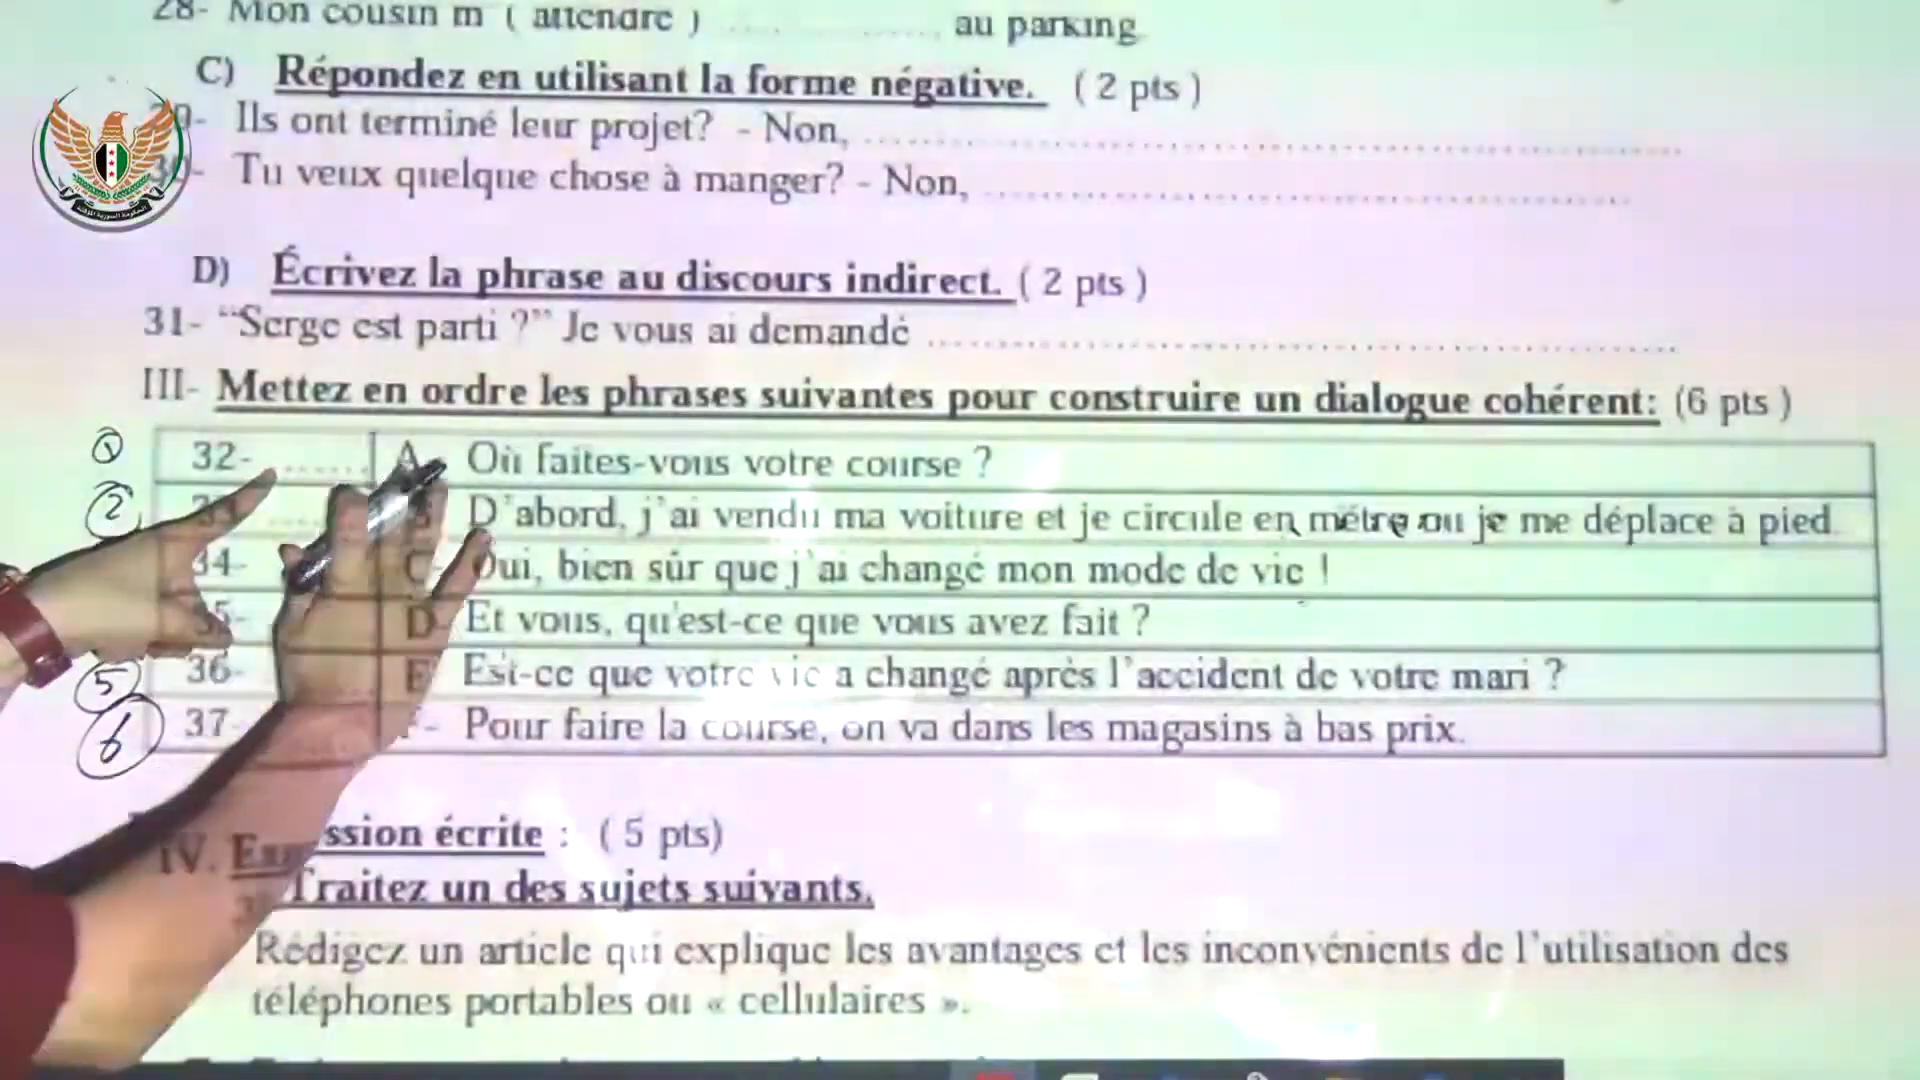 28- Mon cousin m ( attendre ) .................. au parking
C) Répondez en utilisant la forme négative. ( 2 pts )
9- Ils ont terminé leur projet? - Non, ..................
30- Tu veux quelque chose à manger? - Non, ..................
D) Écrivez la phrase au discours indirect. ( 2 pts )
31- “Serge est parti ?” Je vous ai demandé ..................
III- Mettez en ordre les phrases suivantes pour construire un dialogue cohérent: (6 pts )
1 32- ...... A- Où faites-vous votre course ?
2 33 ...... B D'abord, j'ai vendu ma voiture et je circule en métre ou je me déplace à pied.
34- C- Oui, bien sûr que j'ai changé mon mode de vie !
35- D- Et vous, qu'est-ce que vous avez fait ?
5 36- E Est-ce que votre vie a changé après l'accident de votre mari ?
6 37- - Pour faire la course, on va dans les magasins à bas prix.
IV. Ex ssion écrite : ( 5 pts)
Traitez un des sujets suivants.
Rédigez un article qui explique les avantages et les inconvénients de l'utilisation des
téléphones portables ou « cellulaires ».